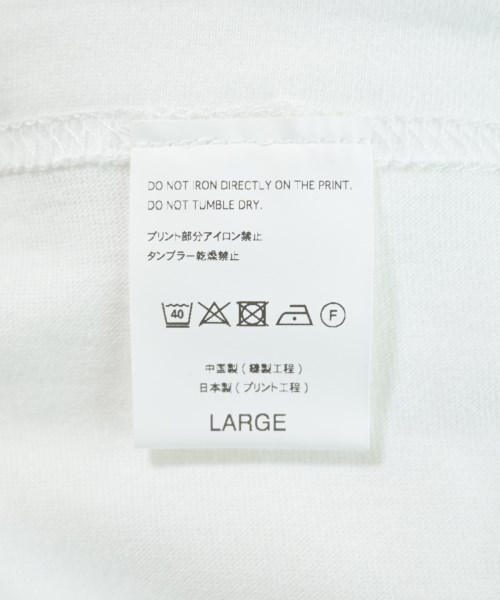 DO NOT IRON DIRECTLY ON THE PRINT.
DO NOT TUMBLE DRY.
プリント部分アイロン禁止
タンブラー乾燥禁止
40 F
中国製 ( 縫製工程 )
日本製 ( プリント工程 )
LARGE